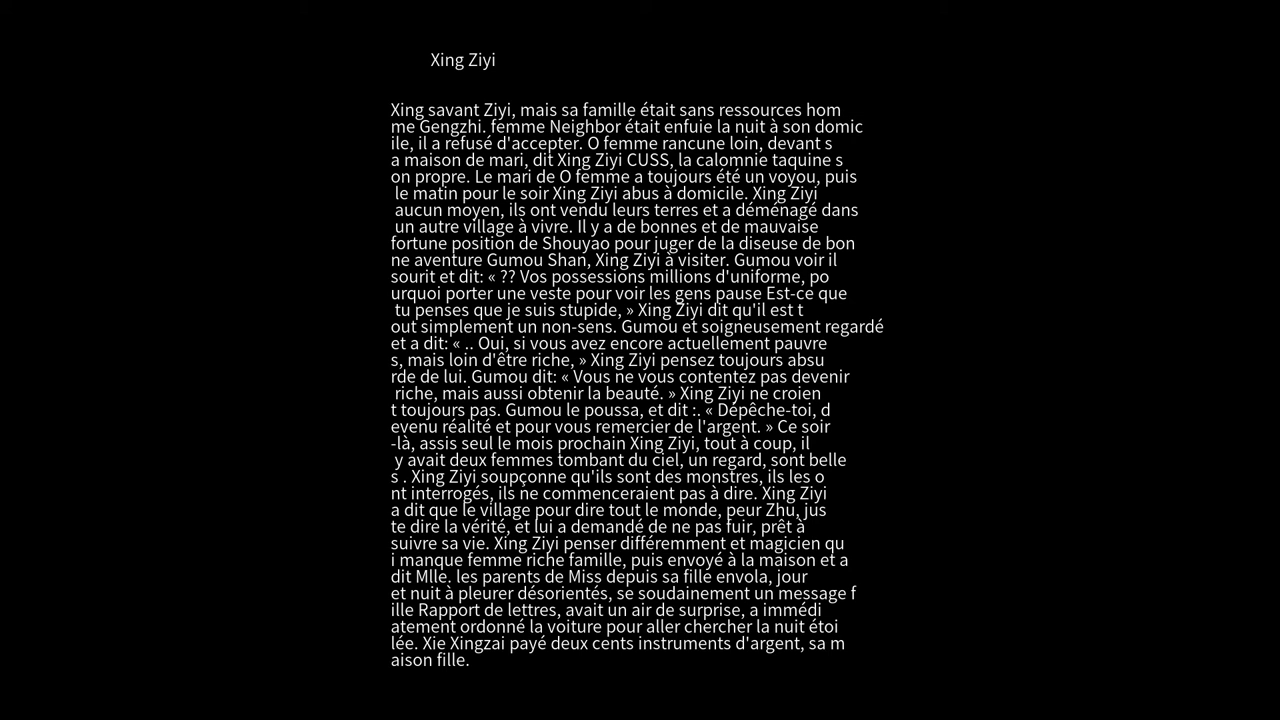 Xing Ziyi
Xing savant Ziyi, mais sa famille était sans ressources hom
me Gengzhi. femme Neighbor était enfuie la nuit à son domic
ile, il a refusé d'accepter. O femme rancune loin, devant s
a maison de mari, dit Xing Ziyi CUSS, la calomnie taquine s
on propre. Le mari de O femme a toujours été un voyou, puis
le matin pour le soir Xing Ziyi abus à domicile. Xing Ziyi
aucun moyen, ils ont vendu leurs terres et a déménagé dans
un autre village à vivre. Il y a de bonnes et de mauvaise
fortune position de Shouyao pour juger de la diseuse de bon
ne aventure Gumou Shan, Xing Ziyi à visiter. Gumou voir il
sourit et dit: « ?? Vos possessions millions d'uniforme, po
urquoi porter une veste pour voir les gens pause Est-ce que
tu penses que je suis stupide, » Xing Ziyi dit qu'il est t
out simplement un non-sens. Gumou et soigneusement regardé
et a dit: « .. Oui, si vous avez encore actuellement pauvre
s, mais loin d'être riche, » Xing Ziyi pensez toujours absu
rde de lui. Gumou dit: « Vous ne vous contentez pas devenir
riche, mais aussi obtenir la beauté. » Xing Ziyi ne croien
t toujours pas. Gumou le poussa, et dit :. « Dépêche-toi, d
evenu réalité et pour vous remercier de l'argent. » Ce soir
-là, assis seul le mois prochain Xing Ziyi, tout à coup, il
y avait deux femmes tombant du ciel, un regard, sont belle
s . Xing Ziyi soupçonne qu'ils sont des monstres, ils les o
nt interrogés, ils ne commenceraient pas à dire. Xing Ziyi
a dit que le village pour dire tout le monde, peur Zhu, jus
te dire la vérité, et lui a demandé de ne pas fuir, prêt à
suivre sa vie. Xing Ziyi penser différemment et magicien qu
i manque femme riche famille, puis envoyé à la maison et a
dit Mlle. les parents de Miss depuis sa fille envola, jour
et nuit à pleurer désorientés, se soudainement un message f
ille Rapport de lettres, avait un air de surprise, a immédi
atement ordonné la voiture pour aller chercher la nuit étoi
lée. Xie Xingzai payé deux cents instruments d'argent, sa m
aison fille.